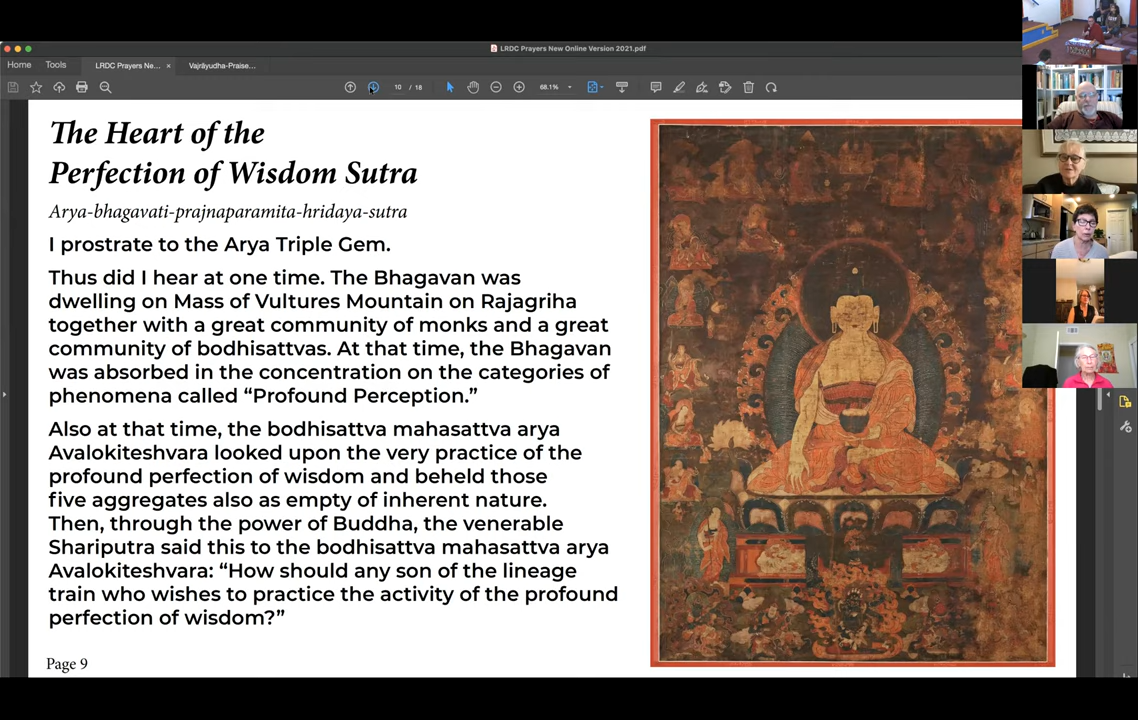 LRDC Prayers New Online Version 2021.pdf
Home Tools LRDC Prayers Ne... × Vajrāyudha-Praise...
10 / 18 68.1%
The Heart of the
Perfection of Wisdom Sutra
Arya-bhagavati-prajnaparamita-hridaya-sutra
I prostrate to the Arya Triple Gem.
Thus did I hear at one time. The Bhagavan was
dwelling on Mass of Vultures Mountain on Rajagriha
together with a great community of monks and a great
community of bodhisattvas. At that time, the Bhagavan
was absorbed in the concentration on the categories of
phenomena called “Profound Perception.”
Also at that time, the bodhisattva mahasattva arya
Avalokiteshvara looked upon the very practice of the
profound perfection of wisdom and beheld those
five aggregates also as empty of inherent nature.
Then, through the power of Buddha, the venerable
Shariputra said this to the bodhisattva mahasattva arya
Avalokiteshvara: “How should any son of the lineage
train who wishes to practice the activity of the profound
perfection of wisdom?”
Page 9